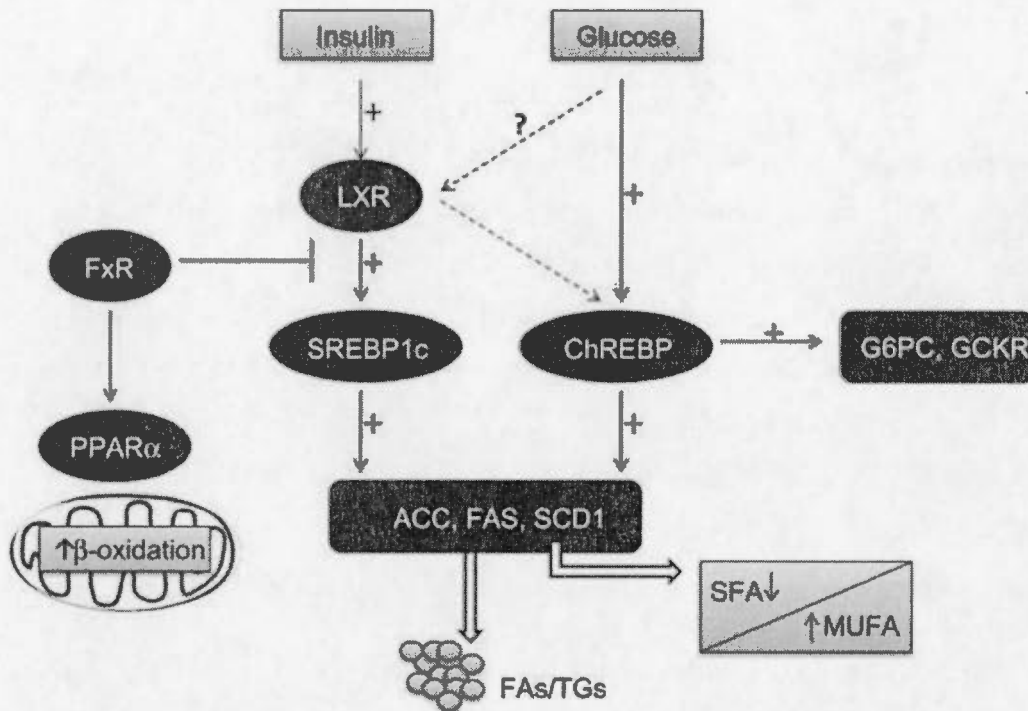 Insulin
Glucose
+
?
LXR
+
FxR
+
SREBP1c
ChREBP
+
G6PC, GCKR
PPARα
+
+
ACC, FAS, SCD1
↑β-oxidation
SFA↓
↑MUFA
FAs/TGs